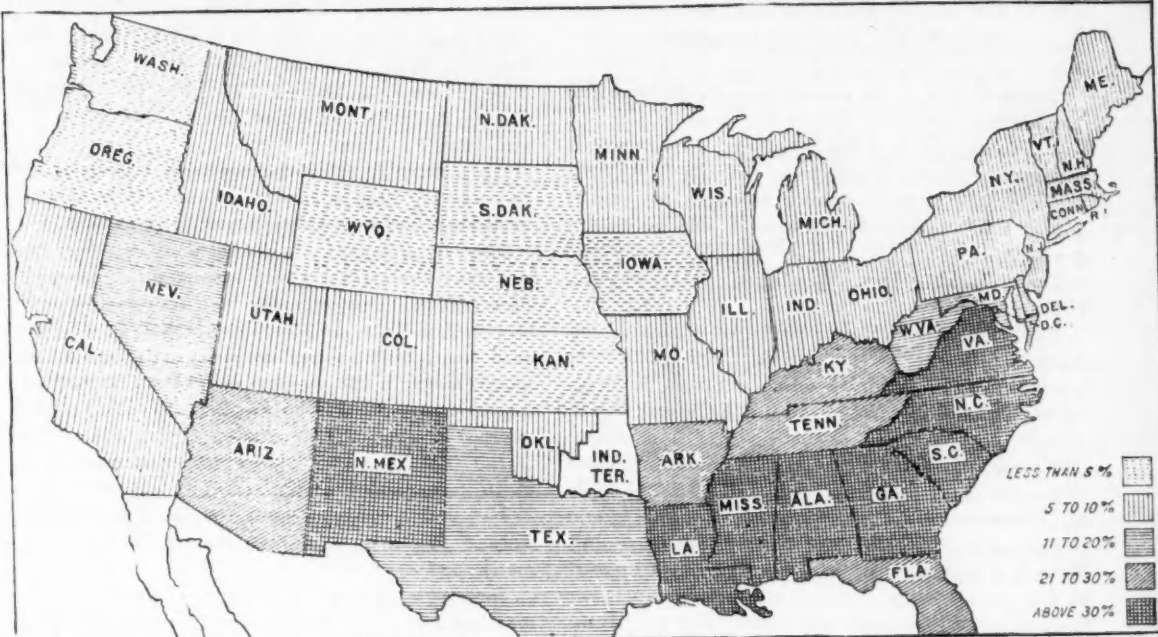 WASH.
MONT
N.DAK.
MINN.
ME.
OREG.
IDAHO.
WYO.
S.DAK.
WIS.
MICH.
N.Y.
VT.
N.H.
MASS.
CONN
R I
NEV.
UTAH.
COL.
NEB.
IOWA
ILL.
IND.
OHIO.
PA.
N.J.
MD.
DEL.
D.C.
CAL.
KAN.
MO.
KY
W.VA
VA.
ARIZ
N.MEX
OKL.
IND.
TER.
ARK.
TENN.
N.C.
S.C.
TEX.
LA.
MISS.
ALA.
GA.
FLA.
LESS THAN 5 %
5 TO 10%
11 TO 20%
21 TO 30%
ABOVE 30%